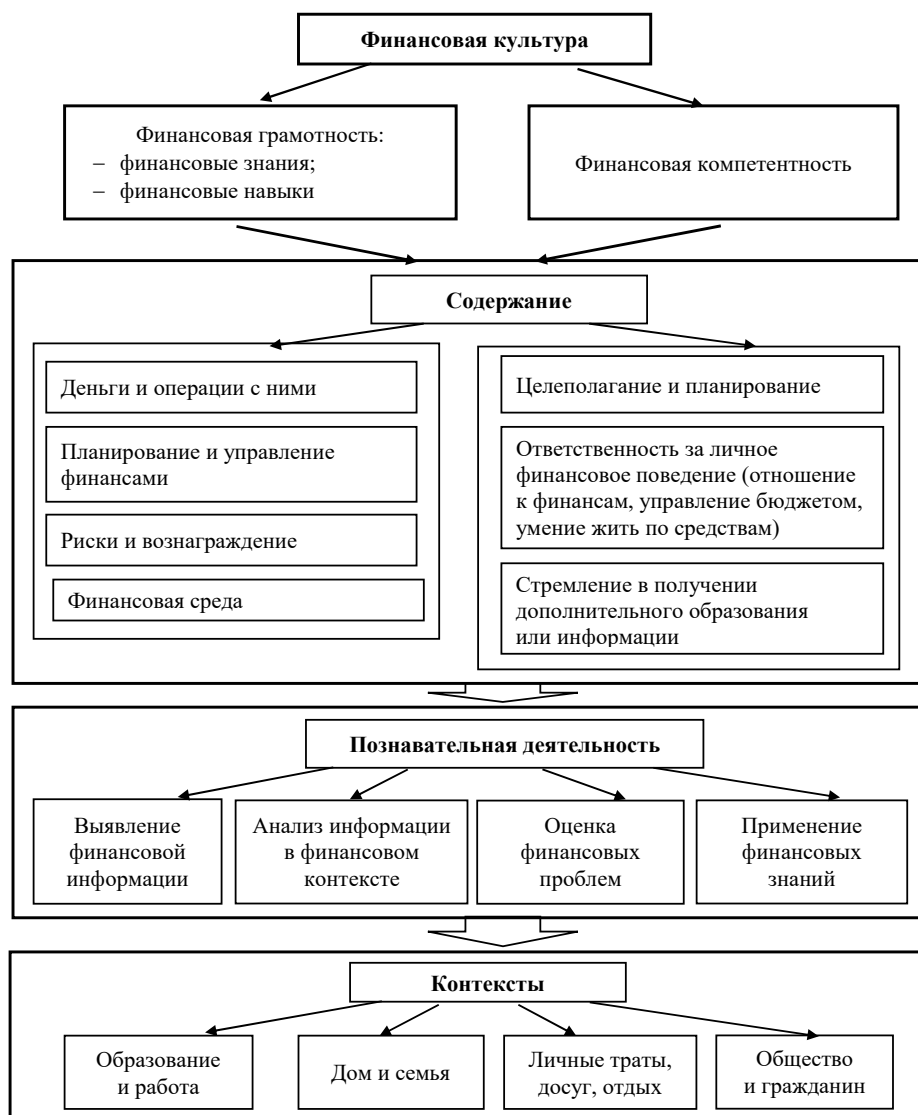 Финансовая культура
Финансовая грамотность:
– финансовые знания;
– финансовые навыки
Финансовая компетентность
Содержание
Деньги и операции с ними
Планирование и управление
финансами
Риски и вознаграждение
Финансовая среда
Целеполагание и планирование
Ответственность за личное
финансовое поведение (отношение
к финансам, управление бюджетом,
умение жить по средствам)
Стремление в получении
дополнительного образования
или информации
Познавательная деятельность
Выявление
финансовой
информации
Анализ информации
в финансовом
контексте
Оценка
финансовых
проблем
Применение
финансовых
знаний
Контексты
Образование
и работа
Дом и семья
Личные траты,
досуг, отдых
Общество
и гражданин